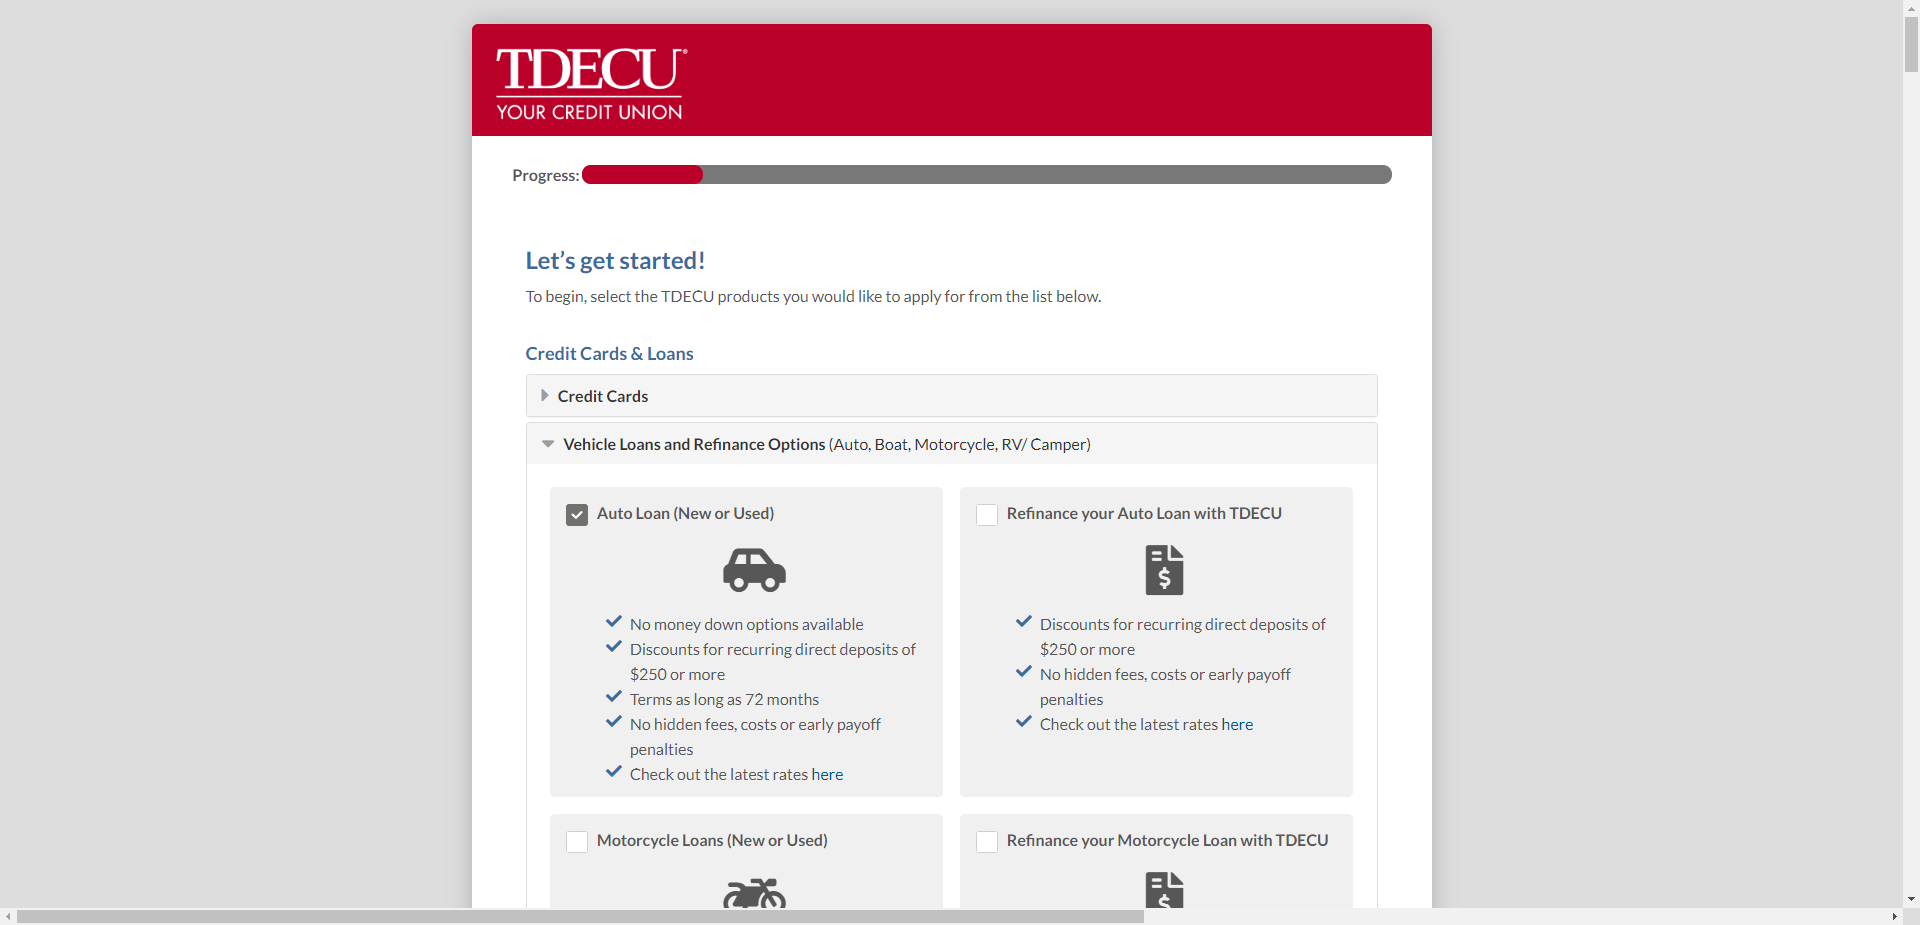 TDECU®
YOUR CREDIT UNION
Progress:
Let’s get started!
To begin, select the TDECU products you would like to apply for from the list below.
Credit Cards & Loans
Credit Cards
Vehicle Loans and Refinance Options (Auto, Boat, Motorcycle, RV/ Camper)
Auto Loan (New or Used)
No money down options available
Discounts for recurring direct deposits of
$250 or more
Terms as long as 72 months
No hidden fees, costs or early payoff
penalties
Check out the latest rates here
Refinance your Auto Loan with TDECU
$
Discounts for recurring direct deposits of
$250 or more
No hidden fees, costs or early payoff
penalties
Check out the latest rates here
Motorcycle Loans (New or Used)
Refinance your Motorcycle Loan with TDECU
$